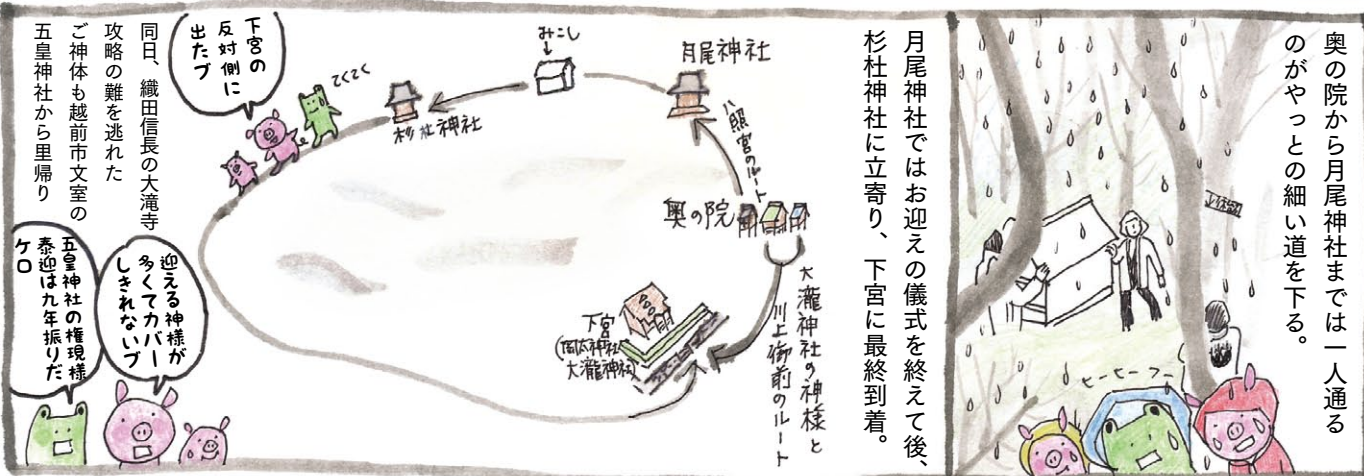 奥の院から月尾神社までは一人通る
のがやっとの細い道を下る。
ヒーヒーフー
月尾神社ではお迎えの儀式を終えて後、
杉杜神社に立寄り、下宮に最終到着。
月尾神社
みこし
八照宮のルート
奥の院
大瀧神社の神様と
川上御前のルート
下宮
(岡太神社
大瀧神社)
杉杜神社
てくてく
下宮の
反対側に
出たブ
同日、織田信長の大滝寺
攻略の難を逃れた
ご神体も越前市文室の
五皇神社から里帰り
迎える神様が
多くてカバー
しきれないブ
五皇神社の権現様
泰迎は九年振りだ
ケロ